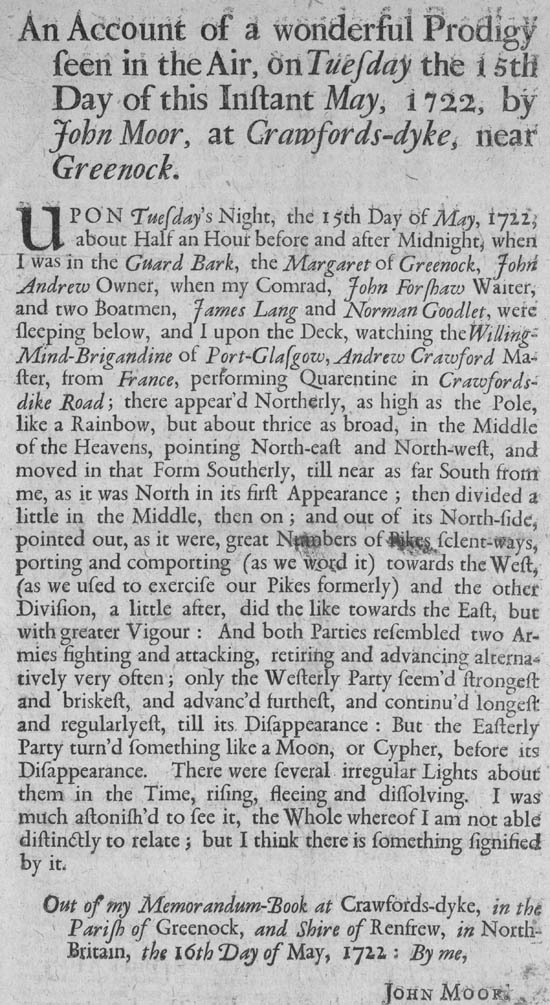 An Account of a wonderful Prodigy
ſeen in the Air, on Tueſday the 15th
Day of this Inſtant May, 1722, by
John Moor, at Crawfords-dyke, near
Greenock.
UPON Tueſday's Night, the 15th Day of May, 1722,
about Half an Hour before and after Midnight, when
I was in the Guard Bark, the Margaret of Greenock, John
Andrew Owner, when my Comrad, John Forſhaw Waiter,
and two Boatmen, James Lang and Norman Goodlet, were
ſleeping below, and I upon the Deck, watching the Willing-
Mind-Brigandine of Port-Glaſgow, Andrew Crawford Ma-
ſter, from France, performing Quarentine in Crawfords-
dike Road; there appear'd Northerly, as high as the Pole,
like a Rainbow, but about thrice as broad, in the Middle
of the Heavens, pointing North-eaſt and North-weſt, and
moved in that Form Southerly, till near as far South from
me, as it was North in its firſt Appearance; then divided a
little in the Middle, then on; and out of its North-ſide,
pointed out, as it were, great Numbers of Pikes ſclent-ways,
porting and comporting (as we word it) towards the Weſt,
(as we uſed to exerciſe our Pikes formerly) and the other
Diviſion, a little after, did the like towards the Eaſt, but
with greater Vigour: And both Parties reſembled two Ar-
mies fighting and attacking, retiring and advancing alterna-
tively very often; only the Weſterly Party ſeem'd ſtrongeſt
and briskeſt, and advanc'd furtheſt, and continu'd longeſt
and regularlyeſt, till its Diſappearance: But the Eaſterly
Party turn'd ſomething like a Moon, or Cypher, before its
Diſappearance. There were ſeveral irregular Lights about
them in the Time, riſing, fleeing and diſſolving. I was
much aſtoniſh'd to ſee it, the Whole whereof I am not able
diſtinctly to relate; but I think there is ſomething ſignified
by it.
Out of my Memorandum-Book at Crawfords-dyke, in the
Pariſh of Greenock, and Shire of Renfrew, in North-
Britain, the 16th Day of May, 1722: By me,
JOHN MOOR.